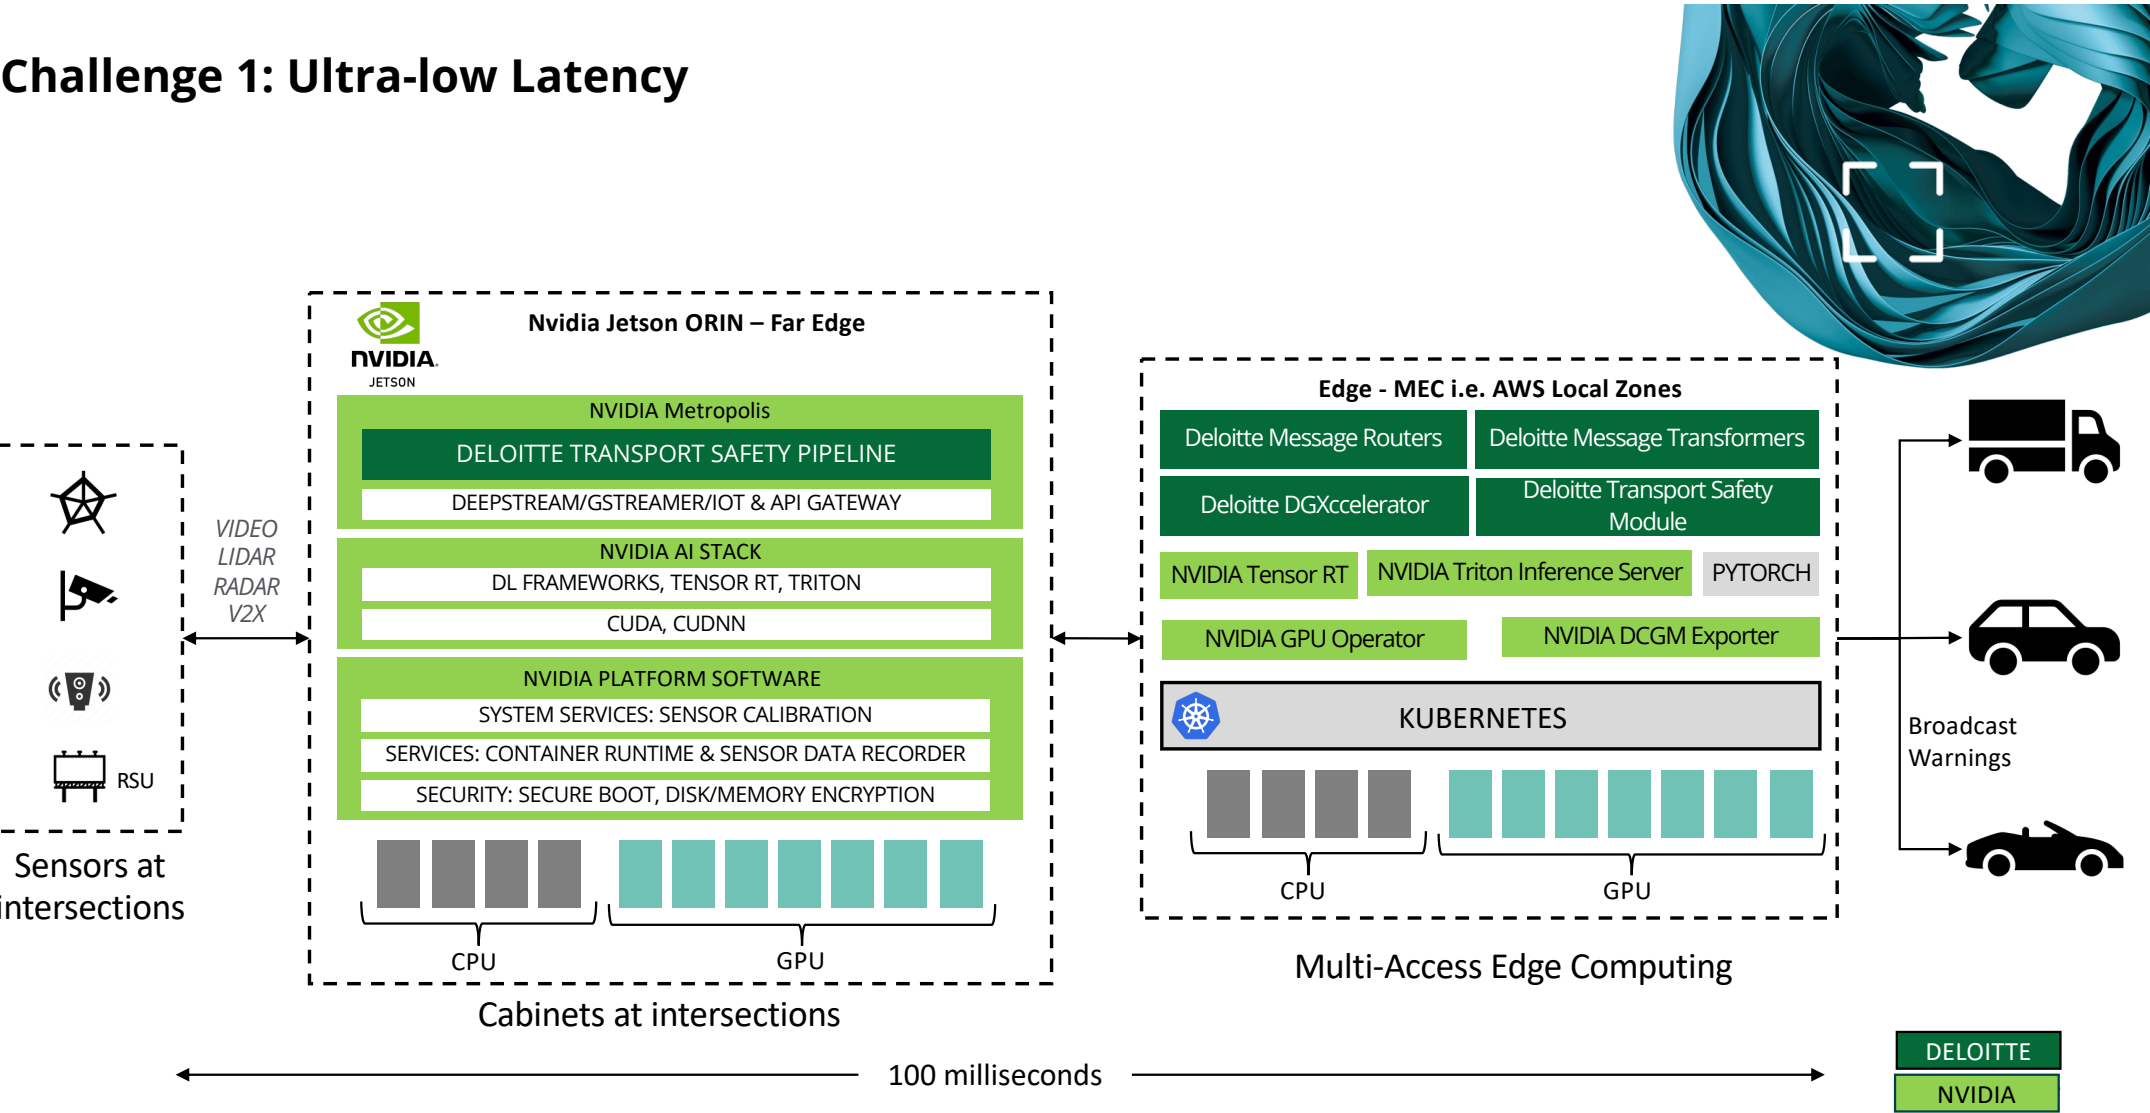 Challenge 1: Ultra-low Latency
RSU
Sensors at
intersections
VIDEO
LIDAR
RADAR
V2X
NVIDIA.
JETSON
Nvidia Jetson ORIN – Far Edge
NVIDIA Metropolis
DELOITTE TRANSPORT SAFETY PIPELINE
DEEPSTREAM/GSTREAMER/IOT & API GATEWAY
NVIDIA AI STACK
DL FRAMEWORKS, TENSOR RT, TRITON
CUDA, CUDNN
NVIDIA PLATFORM SOFTWARE
SYSTEM SERVICES: SENSOR CALIBRATION
SERVICES: CONTAINER RUNTIME & SENSOR DATA RECORDER
SECURITY: SECURE BOOT, DISK/MEMORY ENCRYPTION
CPU
GPU
Cabinets at intersections
Edge - MEC i.e. AWS Local Zones
Deloitte Message Routers
Deloitte Message Transformers
Deloitte DGXccelerator
Deloitte Transport Safety
Module
NVIDIA Tensor RT
NVIDIA Triton Inference Server
PYTORCH
NVIDIA GPU Operator
NVIDIA DCGM Exporter
KUBERNETES
CPU
GPU
Multi-Access Edge Computing
Broadcast
Warnings
100 milliseconds
DELOITTE
NVIDIA